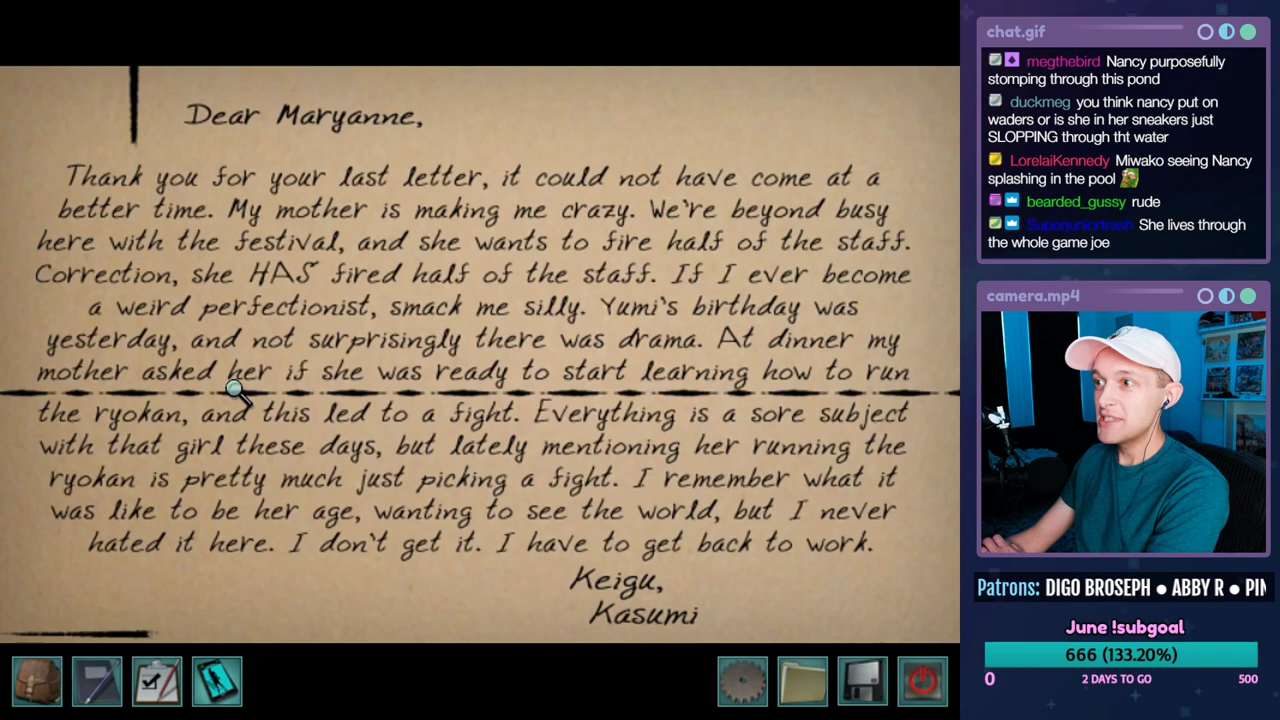 Dear Maryanne,
Thank you for your last letter, it could not have come at a
better time. My mother is making me crazy. We're beyond busy
here with the festival, and she wants to fire half of the staff.
Correction, she HAS fired half of the staff. If I ever become
a weird perfectionist, smack me silly. Yumi's birthday was
yesterday, and not surprisingly there was drama. At dinner my
mother asked her if she was ready to start learning how to run
the ryokan, and this led to a fight. Everything is a sore subject
with that girl these days, but lately mentioning her running the
ryokan is pretty much just picking a fight. I remember what it
was like to be her age, wanting to see the world, but I never
hated it here. I don't get it. I have to get back to work.
Keigu,
Kasumi
chat.gif
megthebird Nancy purposefully
stomping through this pond
duckmeg you think nancy put on
waders or is she in her sneakers just
SLOPPING through tht water
LorelaiKennedy Miwako seeing Nancy
splashing in the pool
bearded_gussy rude
Superjuniortrash She lives through
the whole game joe
camera.mp4
Patrons: DIGO BROSEPH ● ABBY R ● PIN
June !subgoal
666 (133.20%)
0 2 DAYS TO GO 500